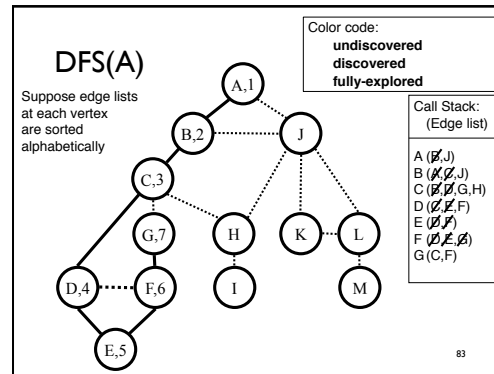 DFS(A)
Suppose edge lists
at each vertex
are sorted
alphabetically
Color code:
undiscovered
discovered
fully-explored
A,1
B,2
J
C,3
G,7
H
K
L
D,4
F,6
I
M
E,5
Call Stack:
(Edge list)
A (B,J)
B (A,C,J)
C (B,D,G,H)
D (C,E,F)
E (D,F)
F (D,E,G)
G (C,F)
83